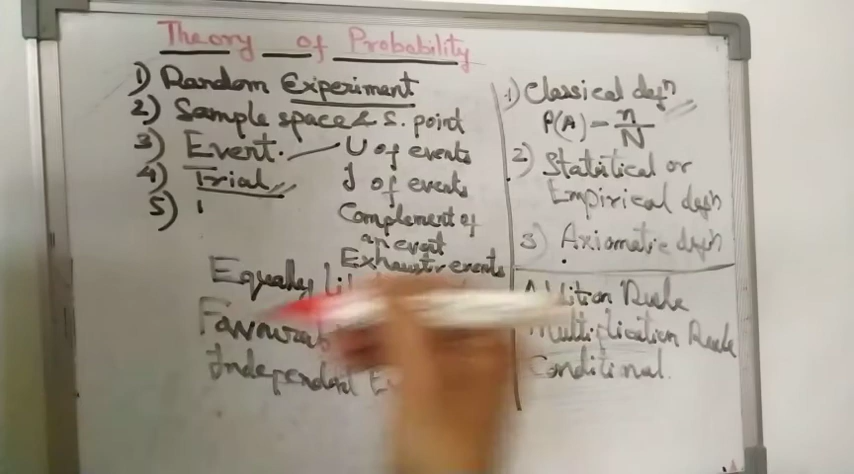 Theory of Probability
1) Random Experiment
2) Sample space & S. point
3) Event. U of events
4) Trial
I of events
5)
Complement of
an event
Exhaustiv events
Equally
Favourab
Independent
1) Classical defn
P(A) = n/N
2) Statistical or
Empirical defn
3) Axiomatic defn
Addition Rule
Multiplication Rule
Conditional.